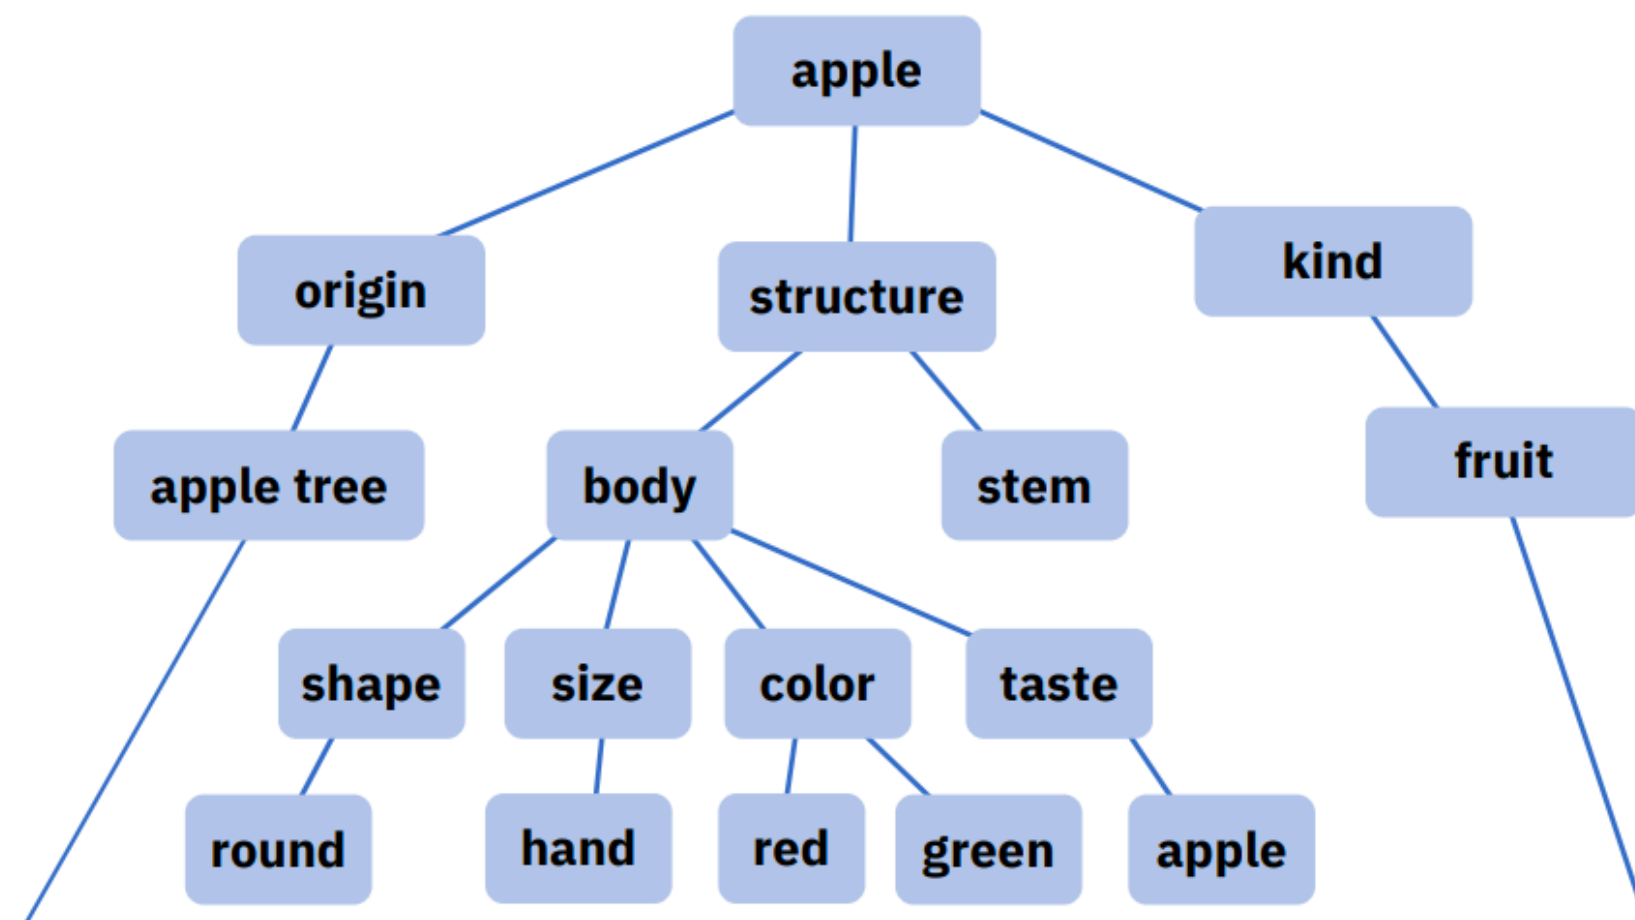 apple
origin
structure
kind
apple tree
body
stem
fruit
shape
size
color
taste
round
hand
red
green
apple